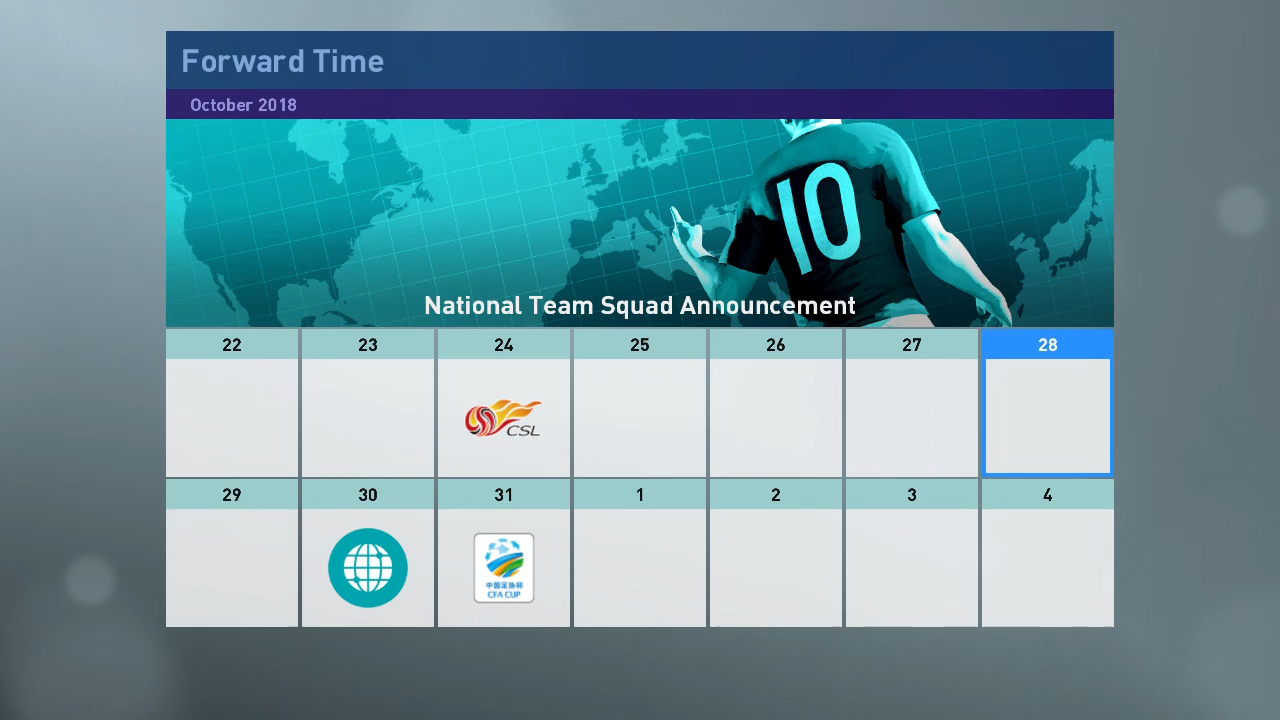 Forward Time
October 2018
10
National Team Squad Announcement
22 23 24 25 26 27 28
CSL
29 30 31 1 2 3 4
中国足协杯
CFA CUP